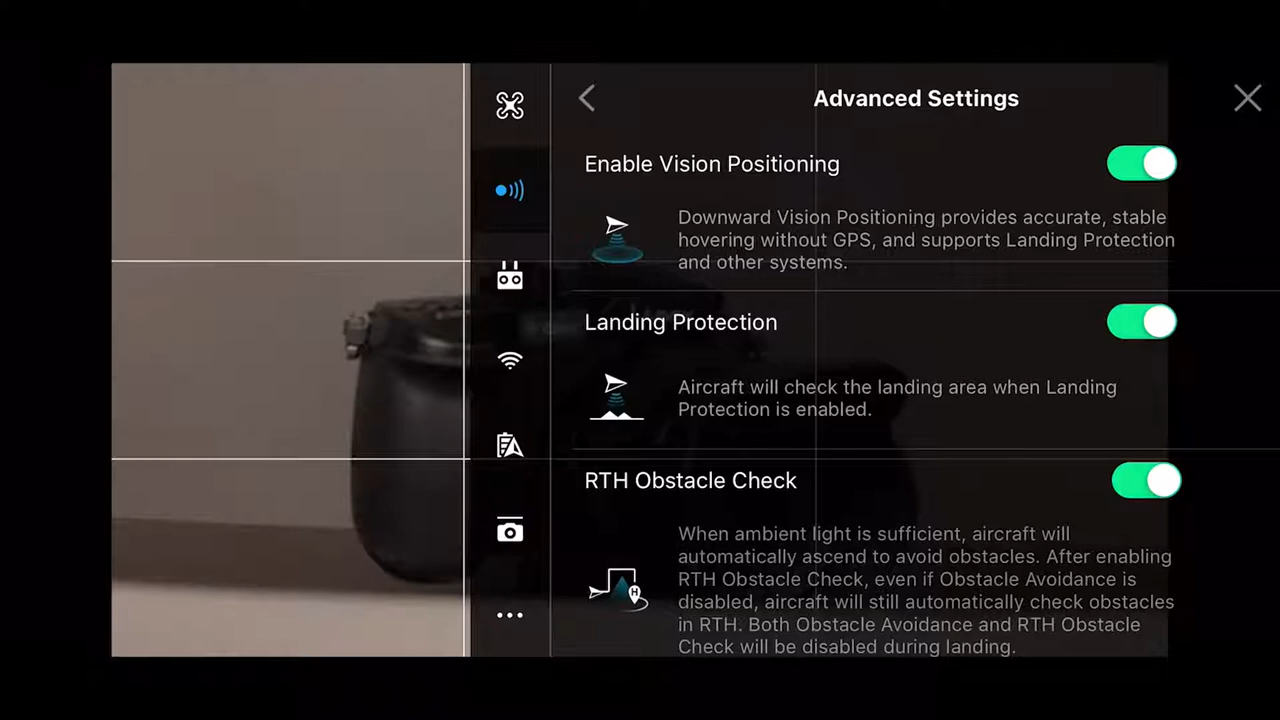 Advanced Settings
Enable Vision Positioning
Downward Vision Positioning provides accurate, stable
hovering without GPS, and supports Landing Protection
and other systems.
Landing Protection
Aircraft will check the landing area when Landing
Protection is enabled.
RTH Obstacle Check
When ambient light is sufficient, aircraft will
automatically ascend to avoid obstacles. After enabling
RTH Obstacle Check, even if Obstacle Avoidance is
disabled, aircraft will still automatically check obstacles
in RTH. Both Obstacle Avoidance and RTH Obstacle
Check will be disabled during landing.
H